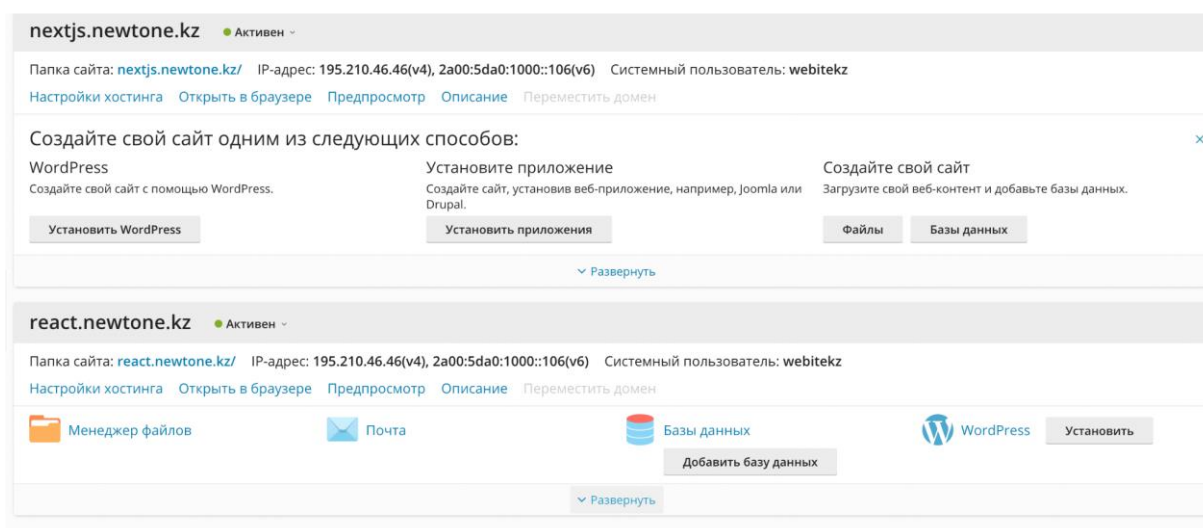 nextjs.newtone.kz Активен
Папка сайта: nextjs.newtone.kz/ IP-адрес: 195.210.46.46(v4), 2a00:5da0:1000::106(v6) Системный пользователь: webitekz
Настройки хостинга Открыть в браузере Предпросмотр Описание Переместить домен
Создайте свой сайт одним из следующих способов:
WordPress Установите приложение Создайте свой сайт
Создайте свой сайт с помощью WordPress. Создайте сайт, установив веб-приложение, например, Joomla или Загрузите свой веб-контент и добавьте базы данных.
Drupal.
Установить WordPress Установить приложения Файлы Базы данных
Развернуть
react.newtone.kz Активен
Папка сайта: react.newtone.kz/ IP-адрес: 195.210.46.46(v4), 2a00:5da0:1000::106(v6) Системный пользователь: webitekz
Настройки хостинга Открыть в браузере Предпросмотр Описание Переместить домен
Менеджер файлов Почта Базы данных WordPress Установить
Добавить базу данных
Развернуть